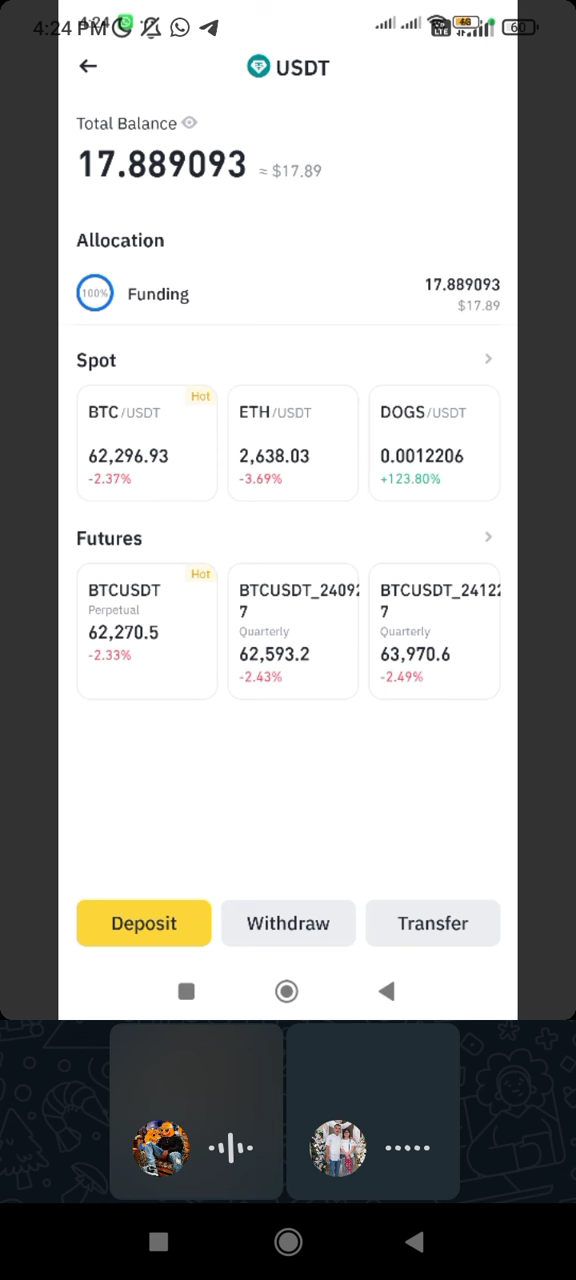 4:24 PM
60
USDT
Total Balance
17.889093 ≈ $17.89
Allocation
100% Funding 17.889093
$17.89
Spot
Hot
BTC/USDT
62,296.93
-2.37%
ETH/USDT
2,638.03
-3.69%
DOGS/USDT
0.0012206
+123.80%
Futures
Hot
BTCUSDT
Perpetual
62,270.5
-2.33%
BTCUSDT_24092
7
Quarterly
62,593.2
-2.43%
BTCUSDT_24122
7
Quarterly
63,970.6
-2.49%
Deposit Withdraw Transfer